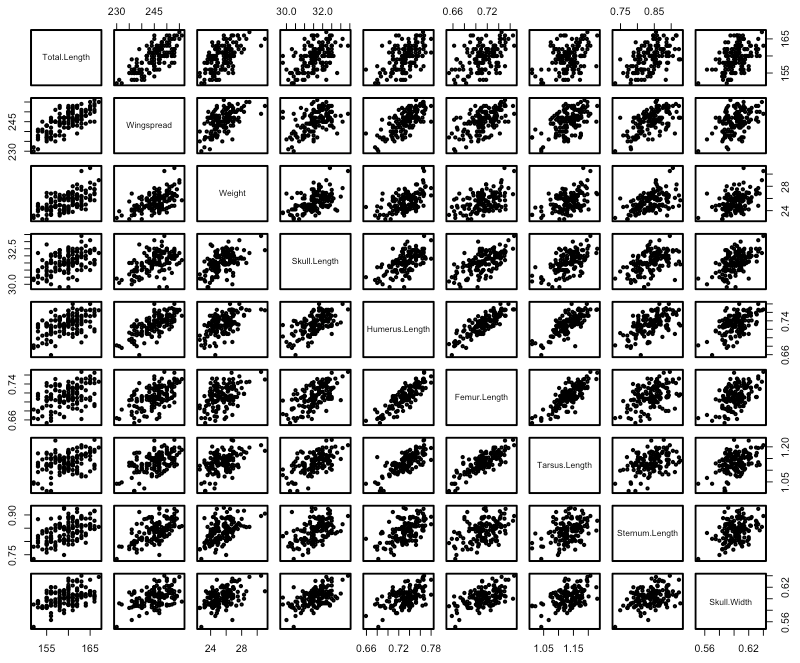 230 245
30.0 32.0
0.66 0.72
0.75 0.85
Total.Length
155 165
230 245
Wingspread
Weight
24 28
30.0 32.5
Skull.Length
Humerus.Length
0.66 0.74
0.66 0.74
Femur.Length
Tarsus.Length
1.05 1.20
0.75 0.90
Sternum.Length
Skull.Width
0.56 0.62
155 165
24 28
0.66 0.72 0.78
1.05 1.15
0.56 0.62